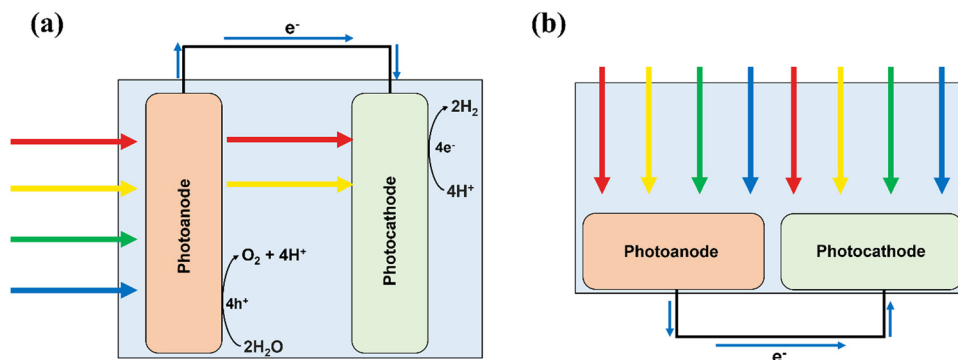 (a)
e⁻
Photoanode
Photocathode
2H₂
4e⁻
4H⁺
O₂ + 4H⁺
4h⁺
2H₂O
(b)
Photoanode
Photocathode
e⁻